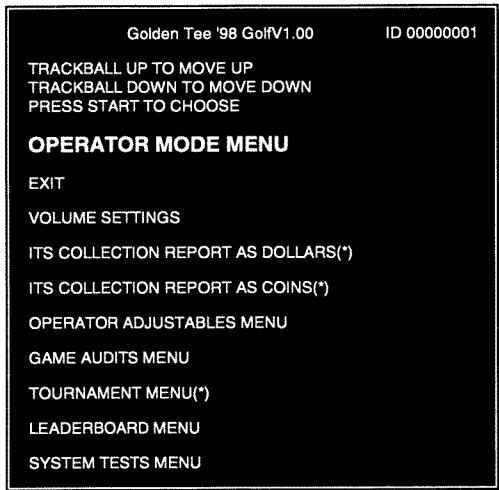 Golden Tee '98 GolfV1.00 ID 00000001
TRACKBALL UP TO MOVE UP
TRACKBALL DOWN TO MOVE DOWN
PRESS START TO CHOOSE
OPERATOR MODE MENU
EXIT
VOLUME SETTINGS
ITS COLLECTION REPORT AS DOLLARS(*)
ITS COLLECTION REPORT AS COINS(*)
OPERATOR ADJUSTABLES MENU
GAME AUDITS MENU
TOURNAMENT MENU(*)
LEADERBOARD MENU
SYSTEM TESTS MENU